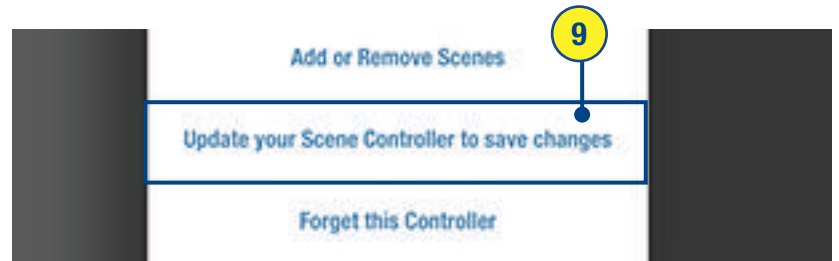 9
Add or Remove Scenes
Update your Scene Controller to save changes
Forget this Controller